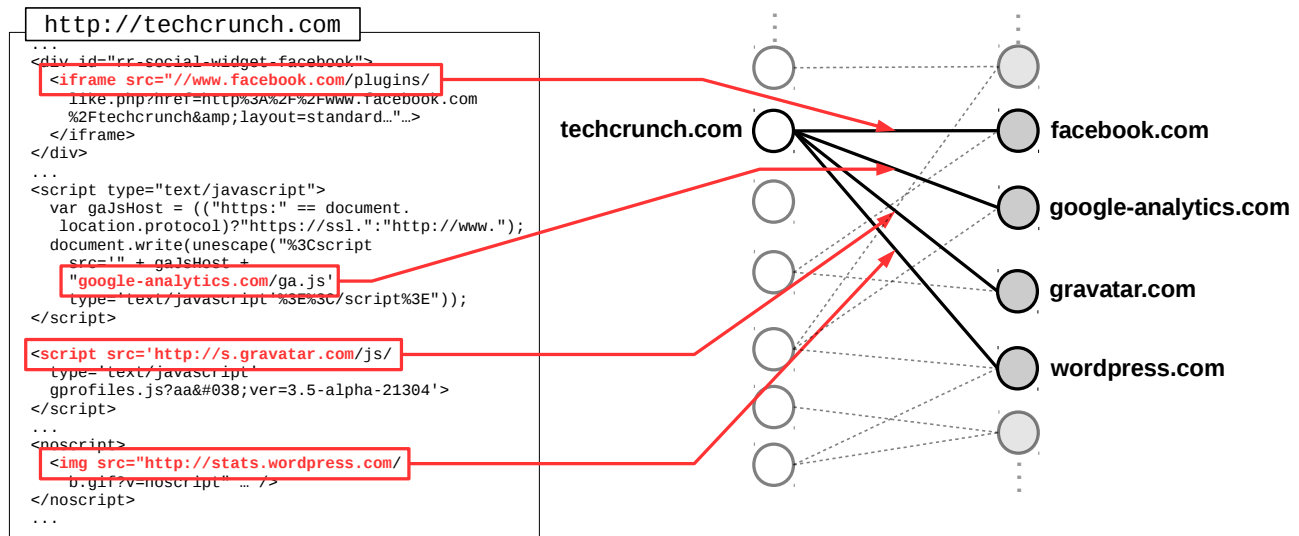 http://techcrunch.com
...
<div id="rr-social-widget-facebook">
<iframe src="//www.facebook.com/plugins/
like.php?href=http%3A%2F%2Fwww.facebook.com
%2Ftechcrunch&amp;layout=standard…"…>
</iframe>
</div>
...
<script type="text/javascript">
var gaJsHost = (("https:" == document.
location.protocol)?"https://ssl.":"http://www.");
document.write(unescape("%3Cscript
src='" + gaJsHost +
"google-analytics.com/ga.js'
type='text/javascript'%3E%3C/script%3E"));
</script>
<script src='http://s.gravatar.com/js/
type='text/javascript'
gprofiles.js?aa&#038;ver=3.5-alpha-21304'>
</script>
...
<noscript>
<img src="http://stats.wordpress.com/
b.gif?v=noscript" … />
</noscript>
...
techcrunch.com
facebook.com
google-analytics.com
gravatar.com
wordpress.com